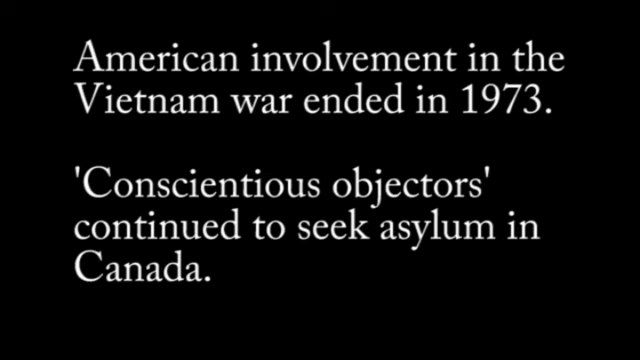 American involvement in the
Vietnam war ended in 1973.
'Conscientious objectors'
continued to seek asylum in
Canada.